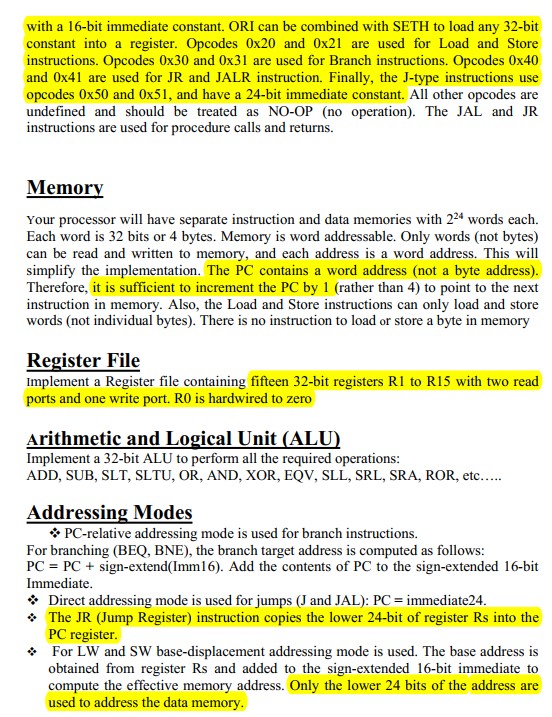 with a 16-bit immediate constant. ORI can be combined with SETH to load any 32-bit
constant into a register. Opcodes 0x20 and 0x21 are used for Load and Store
instructions. Opcodes 0x30 and 0x31 are used for Branch instructions. Opcodes 0x40
and 0x41 are used for JR and JALR instruction. Finally, the J-type instructions use
opcodes 0x50 and 0x51, and have a 24-bit immediate constant. All other opcodes are
undefined and should be treated as NO-OP (no operation). The JAL and JR
instructions are used for procedure calls and returns.
Memory
Your processor will have separate instruction and data memories with 2²⁴ words each.
Each word is 32 bits or 4 bytes. Memory is word addressable. Only words (not bytes)
can be read and written to memory, and each address is a word address. This will
simplify the implementation. The PC contains a word address (not a byte address).
Therefore, it is sufficient to increment the PC by 1 (rather than 4) to point to the next
instruction in memory. Also, the Load and Store instructions can only load and store
words (not individual bytes). There is no instruction to load or store a byte in memory
Register File
Implement a Register file containing fifteen 32-bit registers R1 to R15 with two read
ports and one write port. R0 is hardwired to zero
Arithmetic and Logical Unit (ALU)
Implement a 32-bit ALU to perform all the required operations:
ADD, SUB, SLT, SLTU, OR, AND, XOR, EQV, SLL, SRL, SRA, ROR, etc…..
Addressing Modes
❖ PC-relative addressing mode is used for branch instructions.
For branching (BEQ, BNE), the branch target address is computed as follows:
PC = PC + sign-extend(Imm16). Add the contents of PC to the sign-extended 16-bit
Immediate.
❖ Direct addressing mode is used for jumps (J and JAL): PC = immediate24.
❖ The JR (Jump Register) instruction copies the lower 24-bit of register Rs into the
PC register.
❖ For LW and SW base-displacement addressing mode is used. The base address is
obtained from register Rs and added to the sign-extended 16-bit immediate to
compute the effective memory address. Only the lower 24 bits of the address are
used to address the data memory.